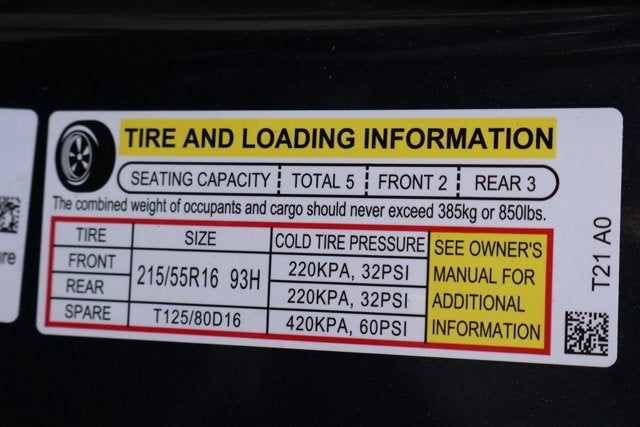 TIRE AND LOADING INFORMATION
SEATING CAPACITY TOTAL 5 FRONT 2 REAR 3
The combined weight of occupants and cargo should never exceed 385kg or 850lbs.
TIRE SIZE COLD TIRE PRESSURE
FRONT 215/55R16 93H 220KPA, 32PSI
REAR 220KPA, 32PSI
SPARE T125/80D16 420KPA, 60PSI
SEE OWNER'S
MANUAL FOR
ADDITIONAL
INFORMATION
T21 A0